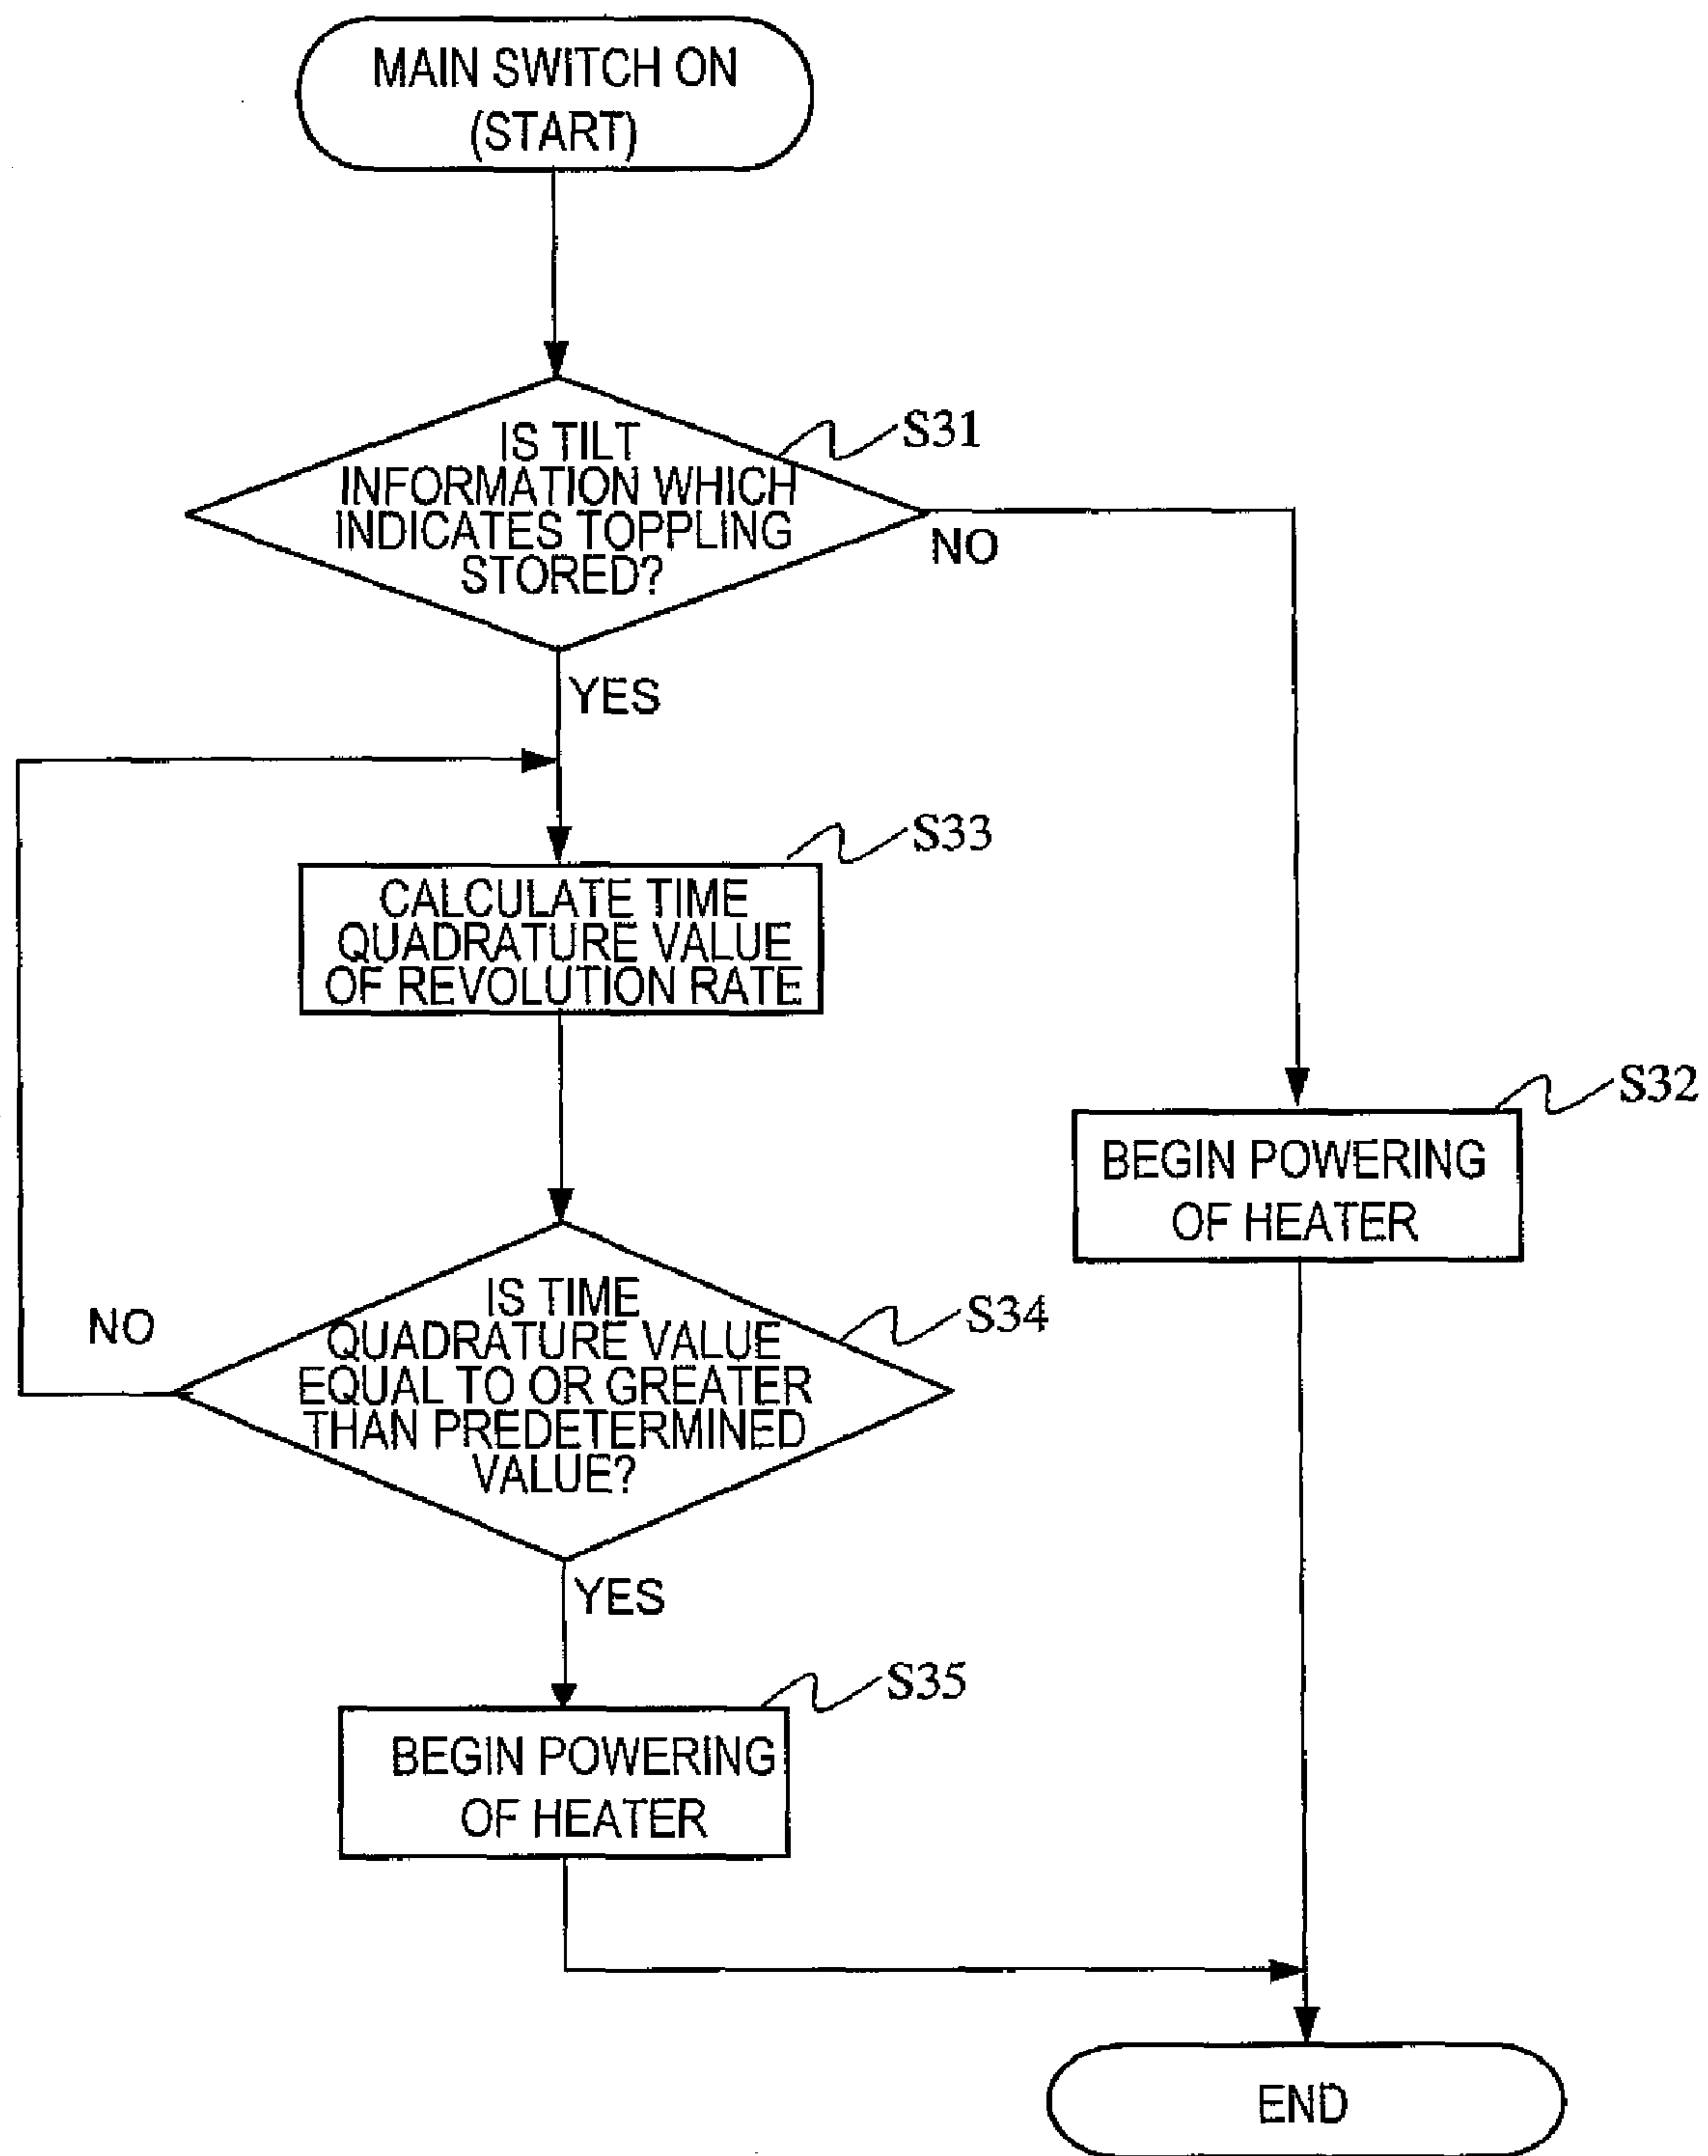 MAIN SWITCH ON
(START)
S31
IS TILT
INFORMATION WHICH
INDICATES TOPPLING
STORED?
NO
YES
S33
CALCULATE TIME
QUADRATURE VALUE
OF REVOLUTION RATE
S32
BEGIN POWERING
OF HEATER
S34
IS TIME
QUADRATURE VALUE
EQUAL TO OR GREATER
THAN PREDETERMINED
VALUE?
NO
YES
S35
BEGIN POWERING
OF HEATER
END